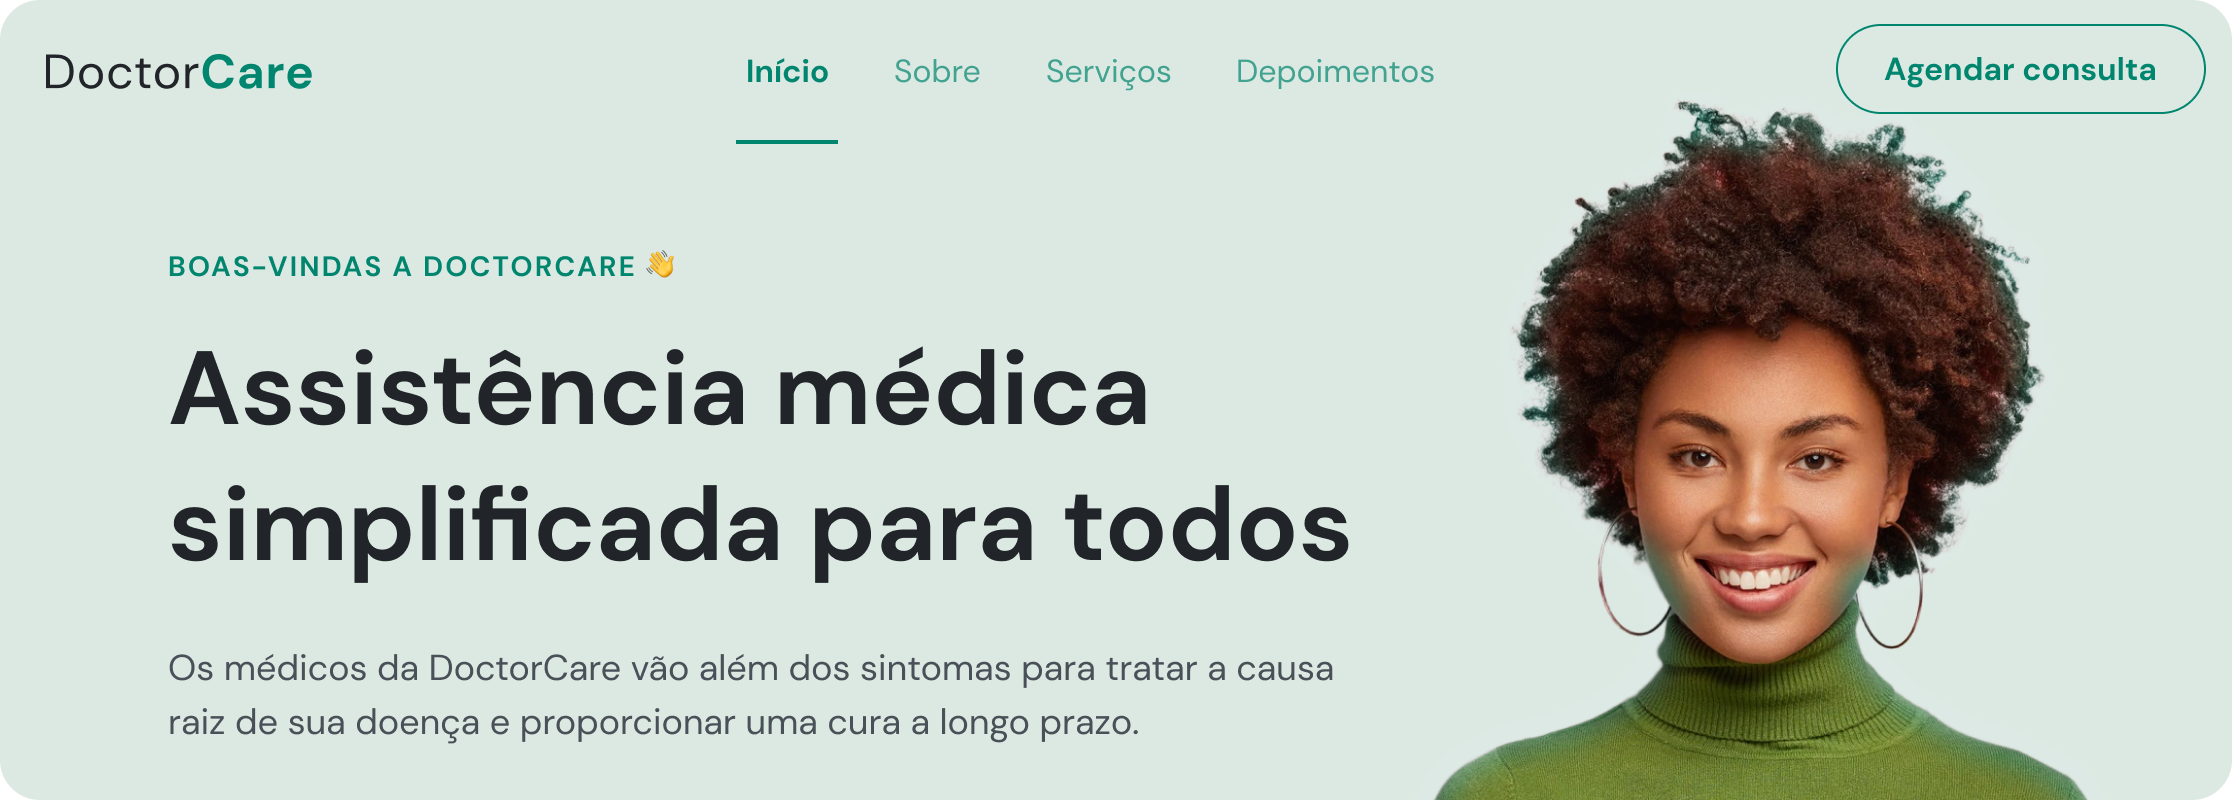 DoctorCare
Início Sobre Serviços Depoimentos
Agendar consulta
BOAS-VINDAS A DOCTORCARE 👋
Assistência médica
simplificada para todos
Os médicos da DoctorCare vão além dos sintomas para tratar a causa
raiz de sua doença e proporcionar uma cura a longo prazo.